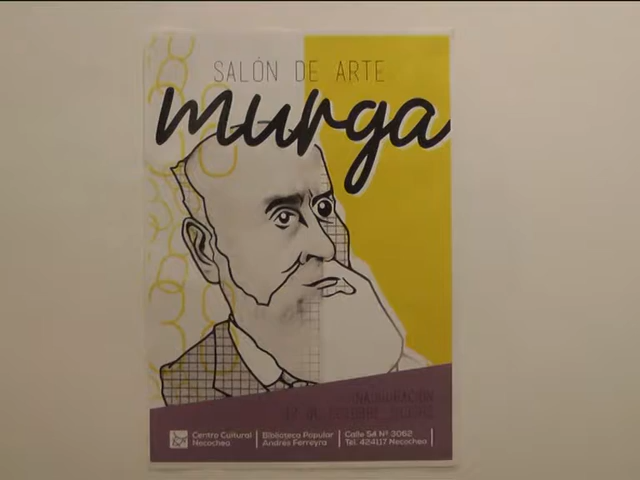 SALÓN DE ARTE
murga
INAUGURACIÓN
Centro Cultural
Necochea
Biblioteca Popular
Andrés Ferreyra
Calle 54 Nº 3062
Tel. 424117 Necochea